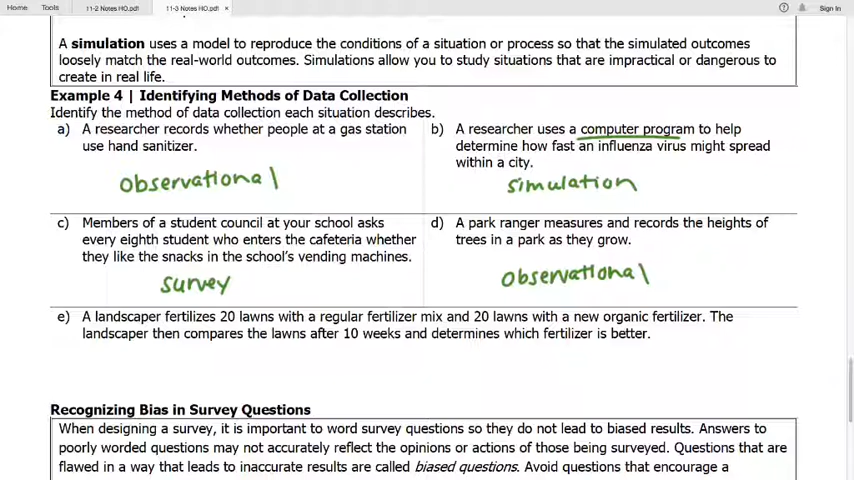 Home Tools 11-2 Notes HO.pdf 11-3 Notes HO.pdf × Sign In
A simulation uses a model to reproduce the conditions of a situation or process so that the simulated outcomes
loosely match the real-world outcomes. Simulations allow you to study situations that are impractical or dangerous to
create in real life.
Example 4 | Identifying Methods of Data Collection
Identify the method of data collection each situation describes.
a) A researcher records whether people at a gas station
use hand sanitizer.
observational
b) A researcher uses a computer program to help
determine how fast an influenza virus might spread
within a city.
simulation
c) Members of a student council at your school asks
every eighth student who enters the cafeteria whether
they like the snacks in the school's vending machines.
survey
d) A park ranger measures and records the heights of
trees in a park as they grow.
observational
e) A landscaper fertilizes 20 lawns with a regular fertilizer mix and 20 lawns with a new organic fertilizer. The
landscaper then compares the lawns after 10 weeks and determines which fertilizer is better.
Recognizing Bias in Survey Questions
When designing a survey, it is important to word survey questions so they do not lead to biased results. Answers to
poorly worded questions may not accurately reflect the opinions or actions of those being surveyed. Questions that are
flawed in a way that leads to inaccurate results are called biased questions. Avoid questions that encourage a